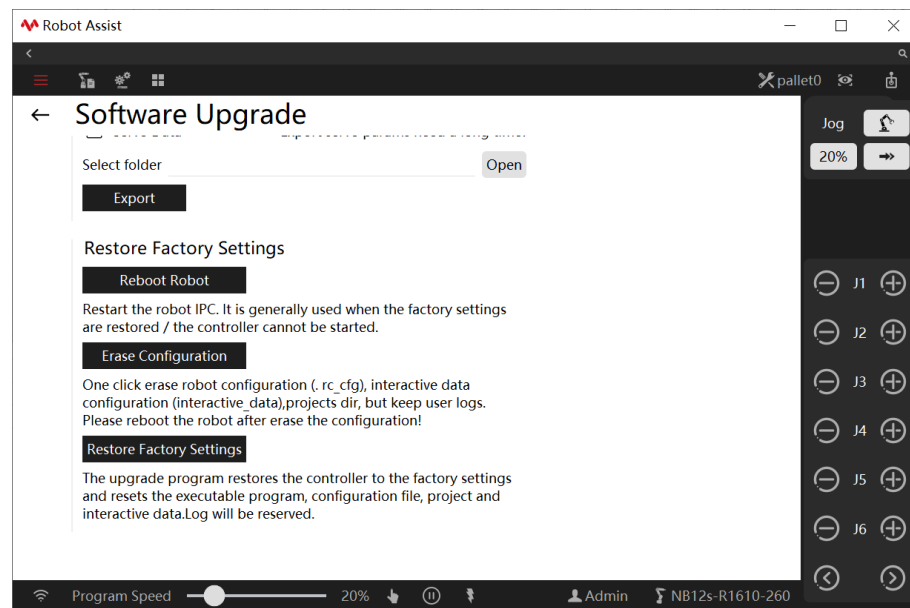 Robot Assist
pallet0
Software Upgrade
Jog
20%
Select folder
Open
Export
Restore Factory Settings
Reboot Robot
Restart the robot IPC. It is generally used when the factory settings
are restored / the controller cannot be started.
Erase Configuration
One click erase robot configuration (. rc_cfg), interactive data
configuration (interactive_data),projects dir, but keep user logs.
Please reboot the robot after erase the configuration!
Restore Factory Settings
The upgrade program restores the controller to the factory settings
and resets the executable program, configuration file, project and
interactive data.Log will be reserved.
J1
J2
J3
J4
J5
J6
Program Speed
20%
Admin
NB12s-R1610-260